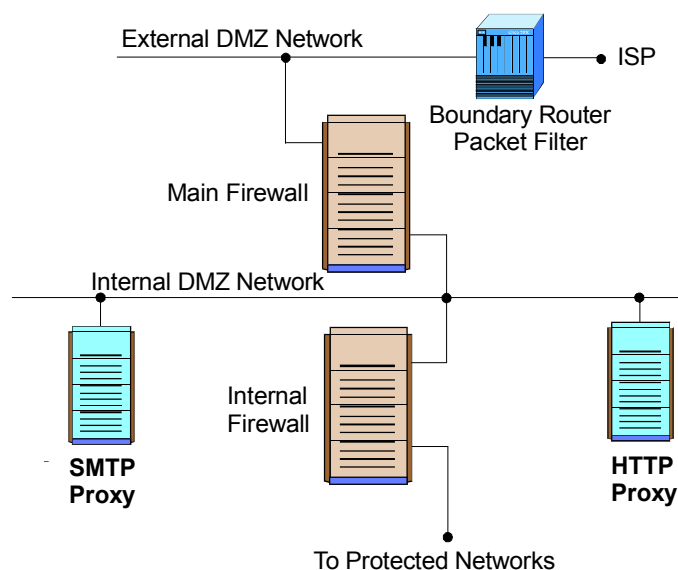 External DMZ Network
ISP
Boundary Router
Packet Filter
Main Firewall
Internal DMZ Network
Internal
Firewall
SMTP
Proxy
HTTP
Proxy
To Protected Networks